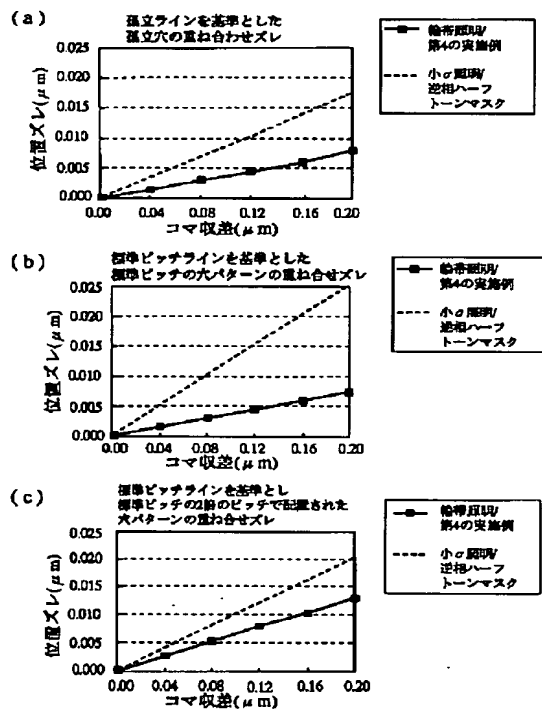 (a)
孤立ラインを基準とした
孤立穴の重ね合わせズレ
位置ズレ(μm)
0.025
0.020
0.015
0.010
0.005
0.000
0.00 0.04 0.08 0.12 0.16 0.20
コマ収差(μm)
輪帯照明/
第4の実施例
小σ照明/
逆相ハーフ
トーンマスク
(b)
標準ピッチラインを基準とした
標準ピッチの穴パターンの重ね合せズレ
位置ズレ(μm)
0.025
0.020
0.015
0.010
0.005
0.000
0.00 0.04 0.08 0.12 0.16 0.20
コマ収差(μm)
輪帯照明/
第4の実施例
小σ照明/
逆相ハーフ
トーンマスク
(c)
標準ピッチラインを基準とし
標準ピッチの2倍のピッチで配置された
穴パターンの重ね合せズレ
位置ズレ(μm)
0.025
0.020
0.015
0.010
0.005
0.000
0.00 0.04 0.08 0.12 0.16 0.20
コマ収差(μm)
輪帯照明/
第4の実施例
小σ照明/
逆相ハーフ
トーンマスク